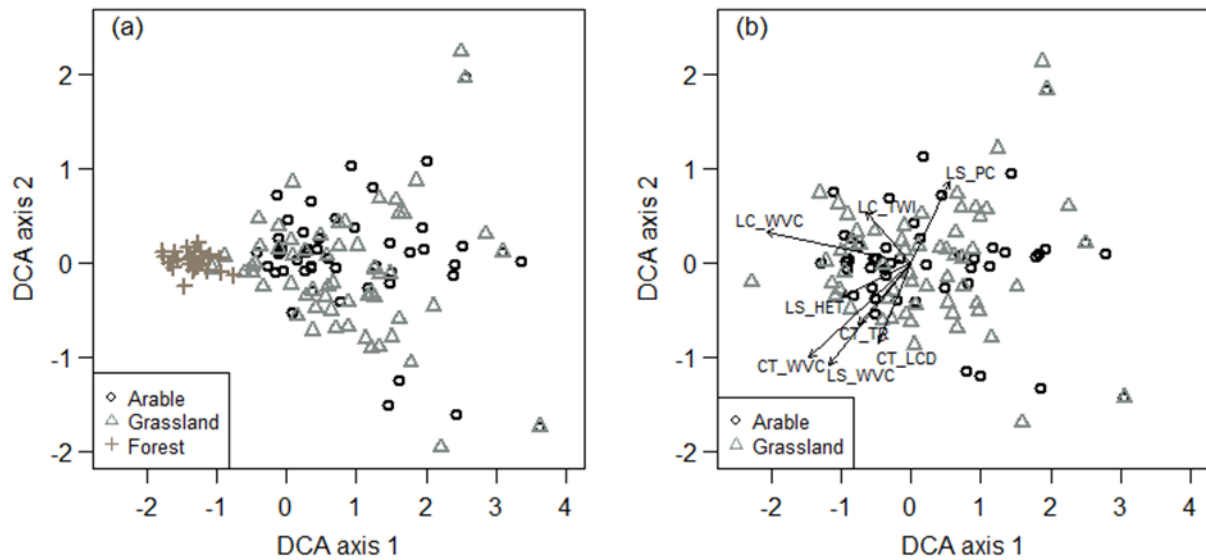 (a)
DCA axis 2
2
1
0
-1
-2
Arable
Grassland
Forest
-2 -1 0 1 2 3 4
DCA axis 1
(b)
DCA axis 2
2
1
0
-1
-2
LS_PC
LC_TWI
LC_WVC
LS_HET
CT_WVC
LS_WVC
CT_LCD
Arable
Grassland
-2 -1 0 1 2 3 4
DCA axis 1